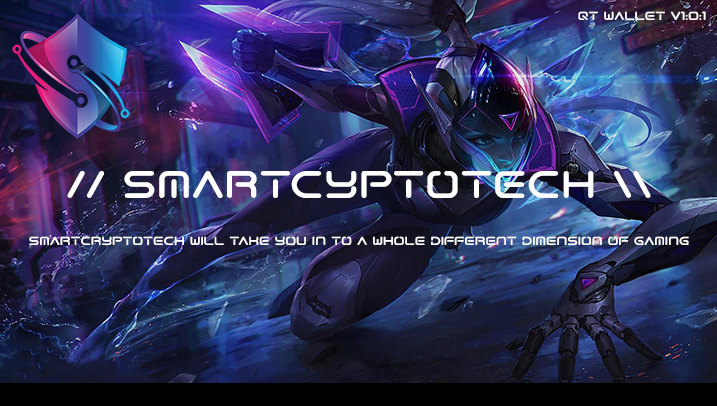 QT WALLET V1.0.1
// SMARTCYPTOTECH \\
SMARTCRYPTOTECH WILL TAKE YOU IN TO A WHOLE DIFFERENT DIMENSION OF GAMING